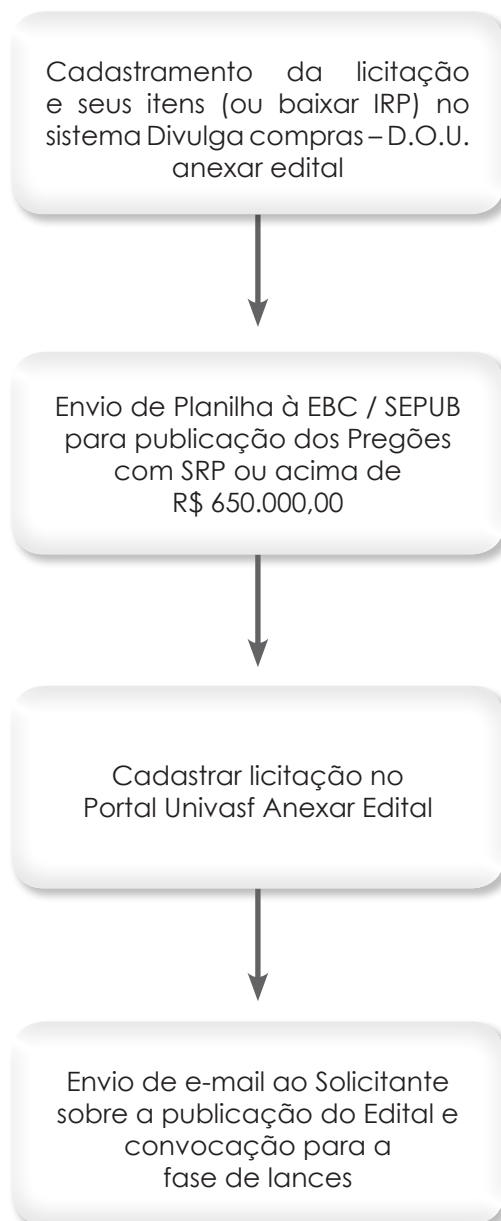 Cadastramento da licitação
e seus itens (ou baixar IRP) no
sistema Divulga compras – D.O.U.
anexar edital
Envio de Planilha à EBC / SEPUB
para publicação dos Pregões
com SRP ou acima de
R$ 650.000,00
Cadastrar licitação no
Portal Univasf Anexar Edital
Envio de e-mail ao Solicitante
sobre a publicação do Edital e
convocação para a
fase de lances